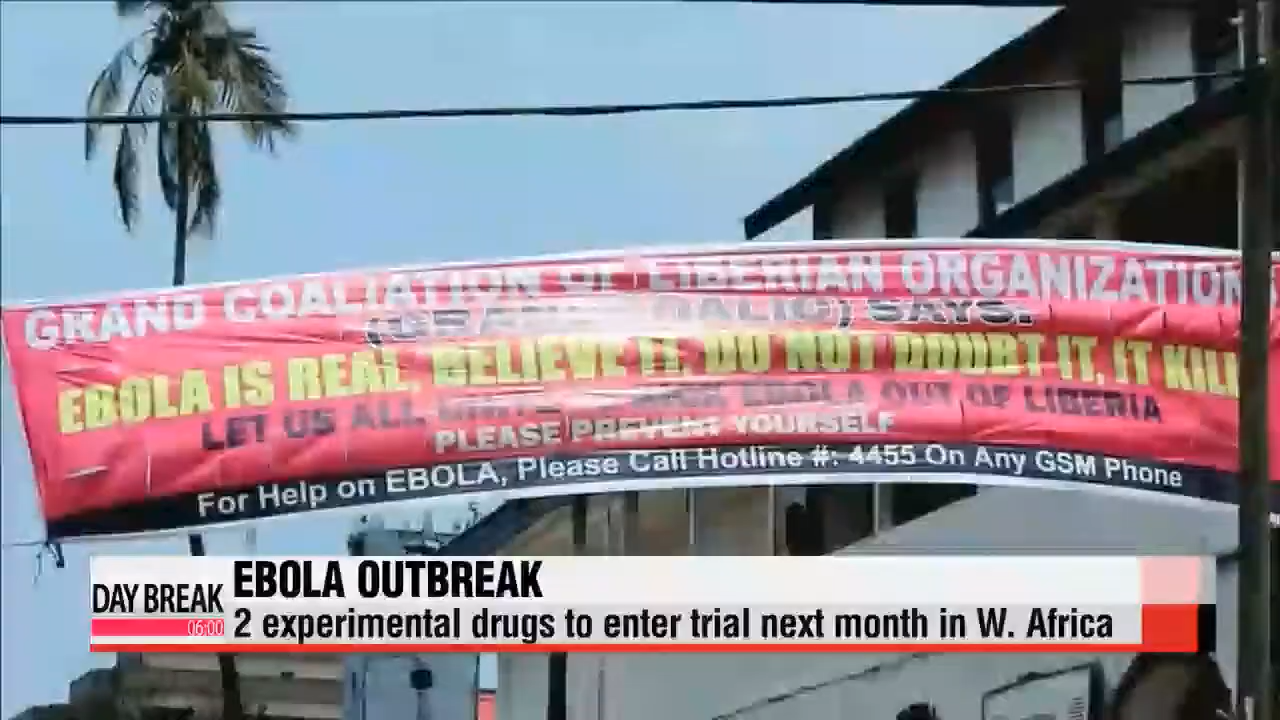 GRAND COALIATION OF LIBERIAN ORGANIZATION
SAYS:
EBOLA IS REAL, BELIEVE IT, DO NOT DOUBT IT, IT KILL
LET US ALL EBOLA OUT OF LIBERIA
PLEASE PREVENT YOURSELF
For Help on EBOLA, Please Call Hotline #: 4455 On Any GSM Phone
DAY BREAK
06:00
EBOLA OUTBREAK
2 experimental drugs to enter trial next month in W. Africa